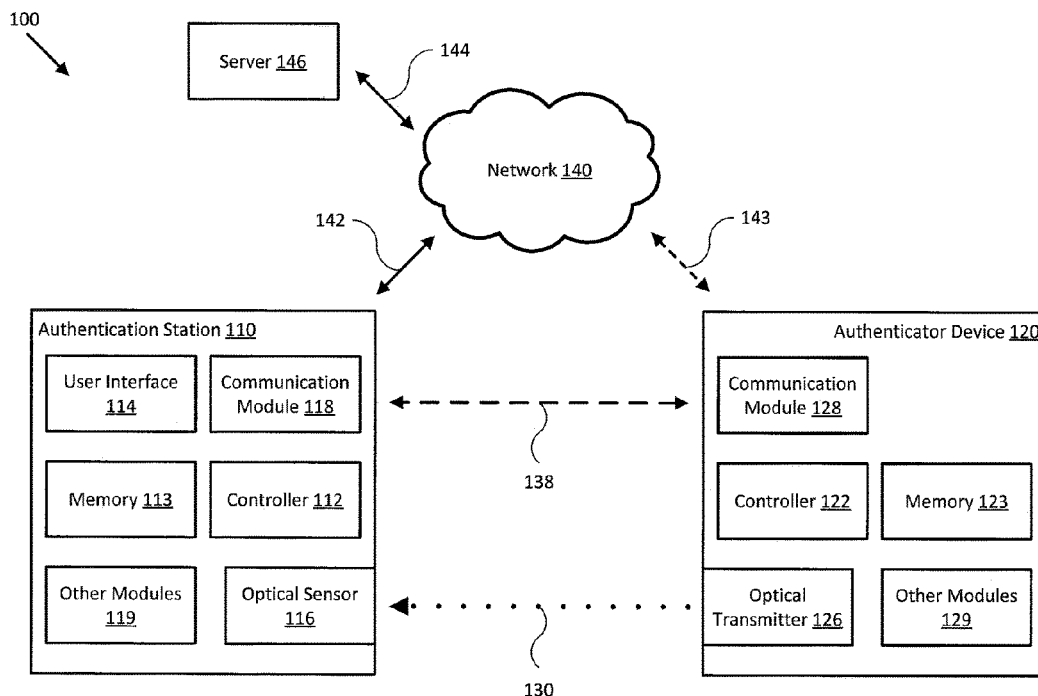 100
Server 146
144
Network 140
142
143
Authentication Station 110
User Interface
114
Communication
Module 118
Memory 113
Controller 112
Other Modules
119
Optical Sensor
116
138
130
Authenticator Device 120
Communication
Module 128
Controller 122
Memory 123
Optical
Transmitter 126
Other Modules
129